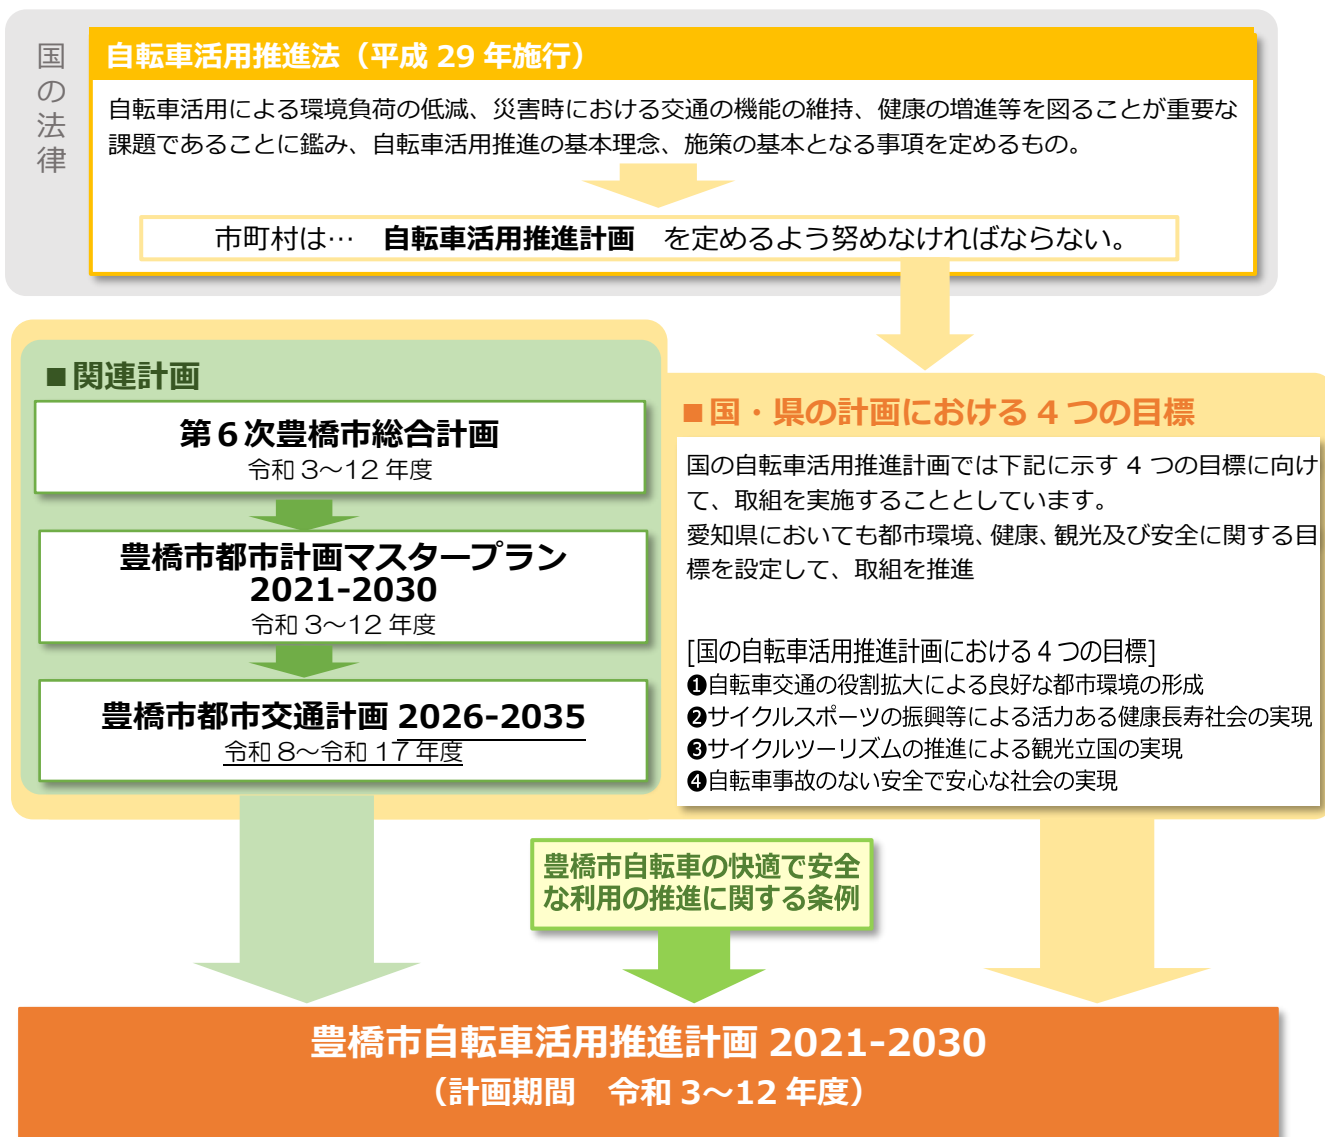 国の法律
自転車活用推進法（平成 29 年施行）
自転車活用による環境負荷の低減、災害時における交通の機能の維持、健康の増進等を図ることが重要な
課題であることに鑑み、自転車活用推進の基本理念、施策の基本となる事項を定めるもの。
市町村は…　自転車活用推進計画　を定めるよう努めなければならない。
■関連計画
第６次豊橋市総合計画
令和 3～12 年度
豊橋市都市計画マスタープラン
2021-2030
令和 3～12 年度
豊橋市都市交通計画 2026-2035
令和 8～令和 17 年度
■国・県の計画における 4 つの目標
国の自転車活用推進計画では下記に示す 4 つの目標に向け
て、取組を実施することとしています。
愛知県においても都市環境、健康、観光及び安全に関する目
標を設定して、取組を推進
[国の自転車活用推進計画における４つの目標]
❶自転車交通の役割拡大による良好な都市環境の形成
❷サイクルスポーツの振興等による活力ある健康長寿社会の実現
❸サイクルツーリズムの推進による観光立国の実現
❹自転車事故のない安全で安心な社会の実現
豊橋市自転車の快適で安全
な利用の推進に関する条例
豊橋市自転車活用推進計画 2021-2030
（計画期間　令和 3～12 年度）